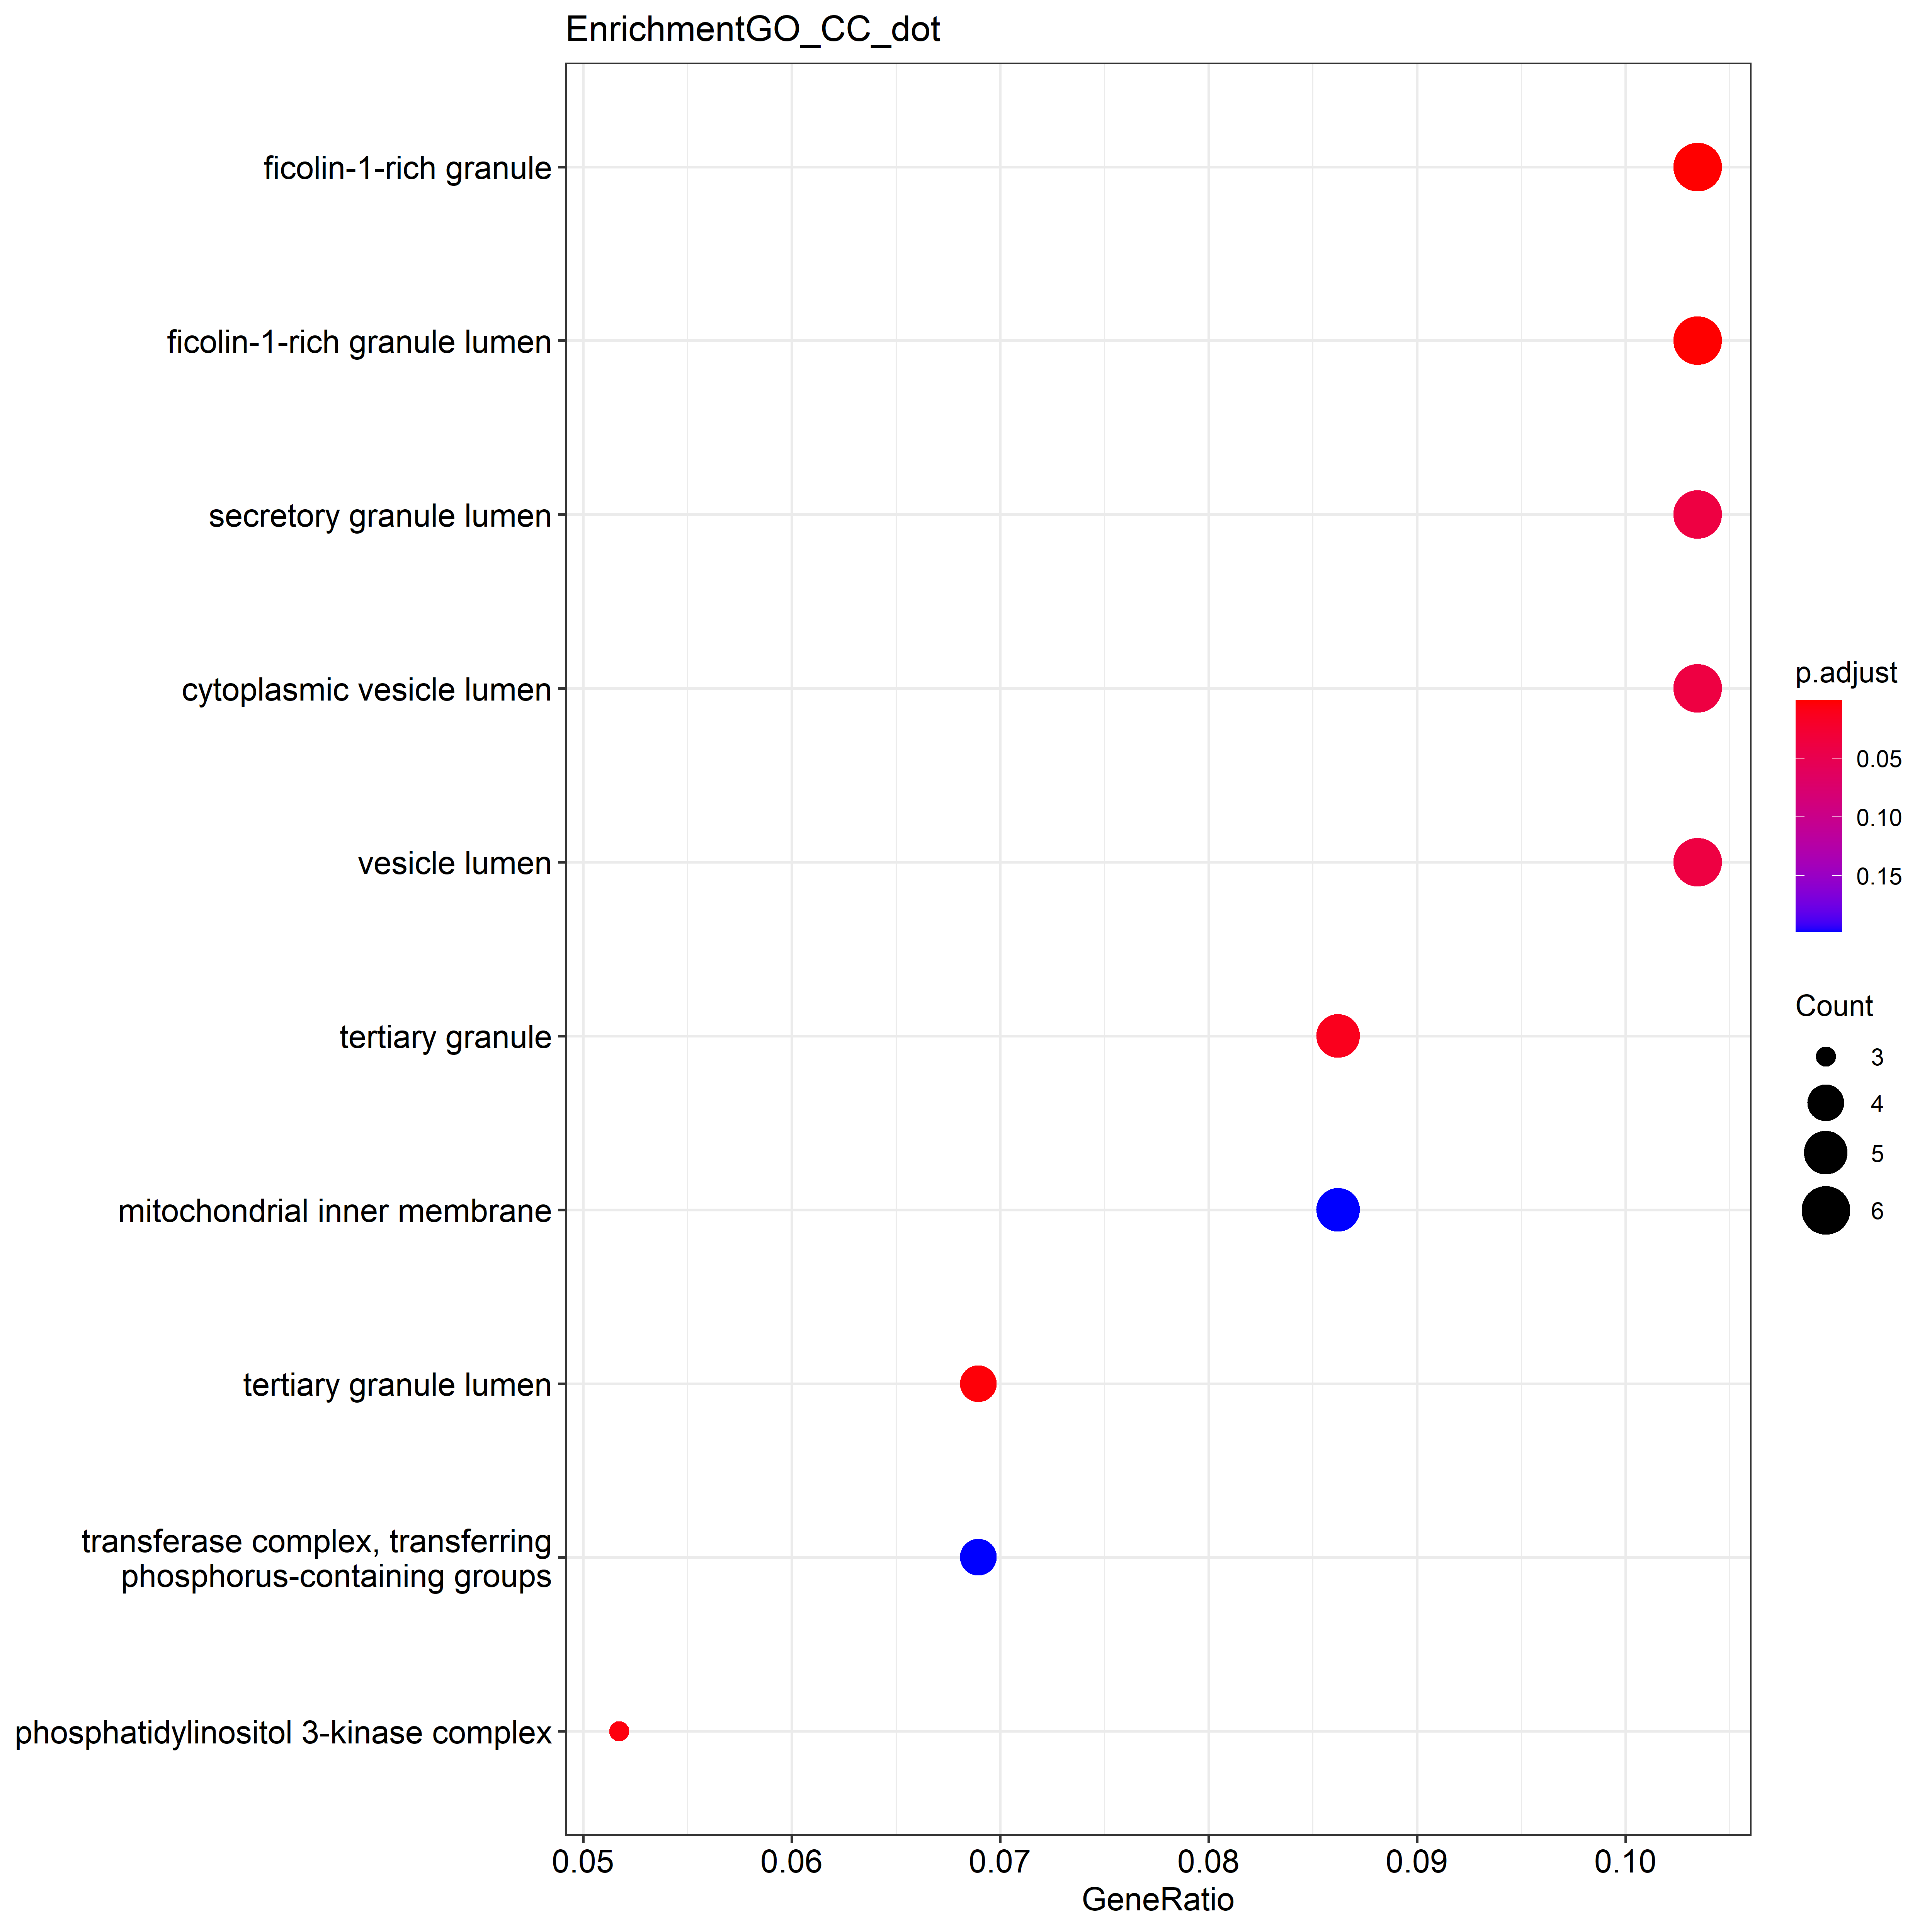 EnrichmentGO_CC_dot
ficolin-1-rich granule
ficolin-1-rich granule lumen
secretory granule lumen
cytoplasmic vesicle lumen
vesicle lumen
tertiary granule
mitochondrial inner membrane
tertiary granule lumen
transferase complex, transferring
phosphorus-containing groups
phosphatidylinositol 3-kinase complex
0.05
0.06
0.07
0.08
0.09
0.10
GeneRatio
p.adjust
0.05
0.10
0.15
Count
3
4
5
6